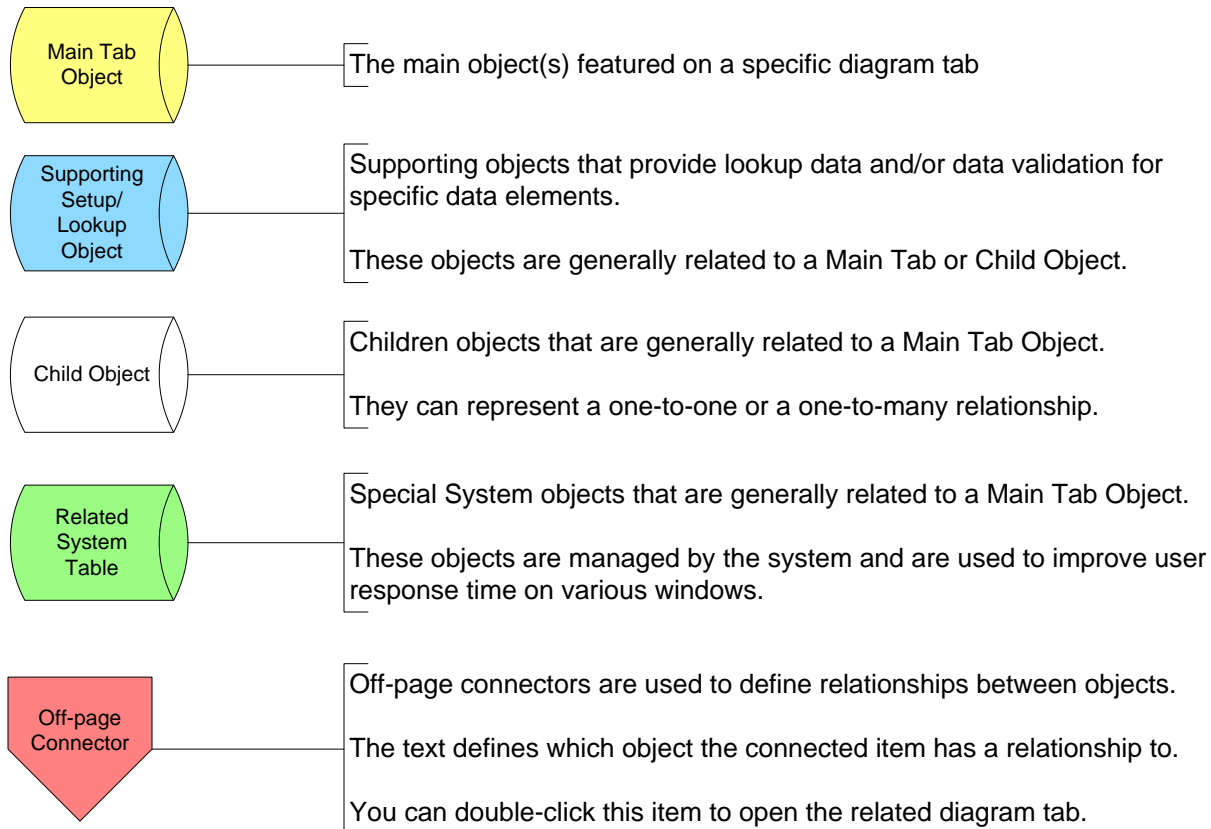 Main Tab
Object
The main object(s) featured on a specific diagram tab
Supporting
Setup/
Lookup
Object
Supporting objects that provide lookup data and/or data validation for
specific data elements.
These objects are generally related to a Main Tab or Child Object.
Child Object
Children objects that are generally related to a Main Tab Object.
They can represent a one-to-one or a one-to-many relationship.
Related
System
Table
Special System objects that are generally related to a Main Tab Object.
These objects are managed by the system and are used to improve user
response time on various windows.
Off-page
Connector
Off-page connectors are used to define relationships between objects.
The text defines which object the connected item has a relationship to.
You can double-click this item to open the related diagram tab.